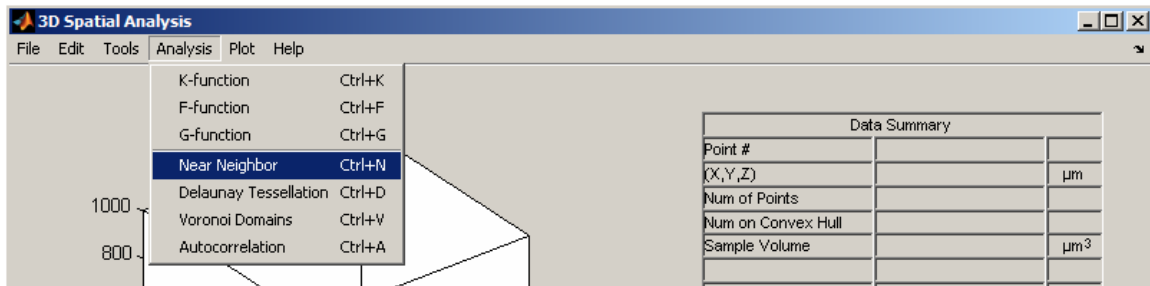 3D Spatial Analysis
File Edit Tools Analysis Plot Help
K-function Ctrl+K
F-function Ctrl+F
G-function Ctrl+G
Near Neighbor Ctrl+N
Delaunay Tessellation Ctrl+D
Voronoi Domains Ctrl+V
Autocorrelation Ctrl+A
1000
800
Data Summary
Point #
(X,Y,Z) µm
Num of Points
Num on Convex Hull
Sample Volume µm³